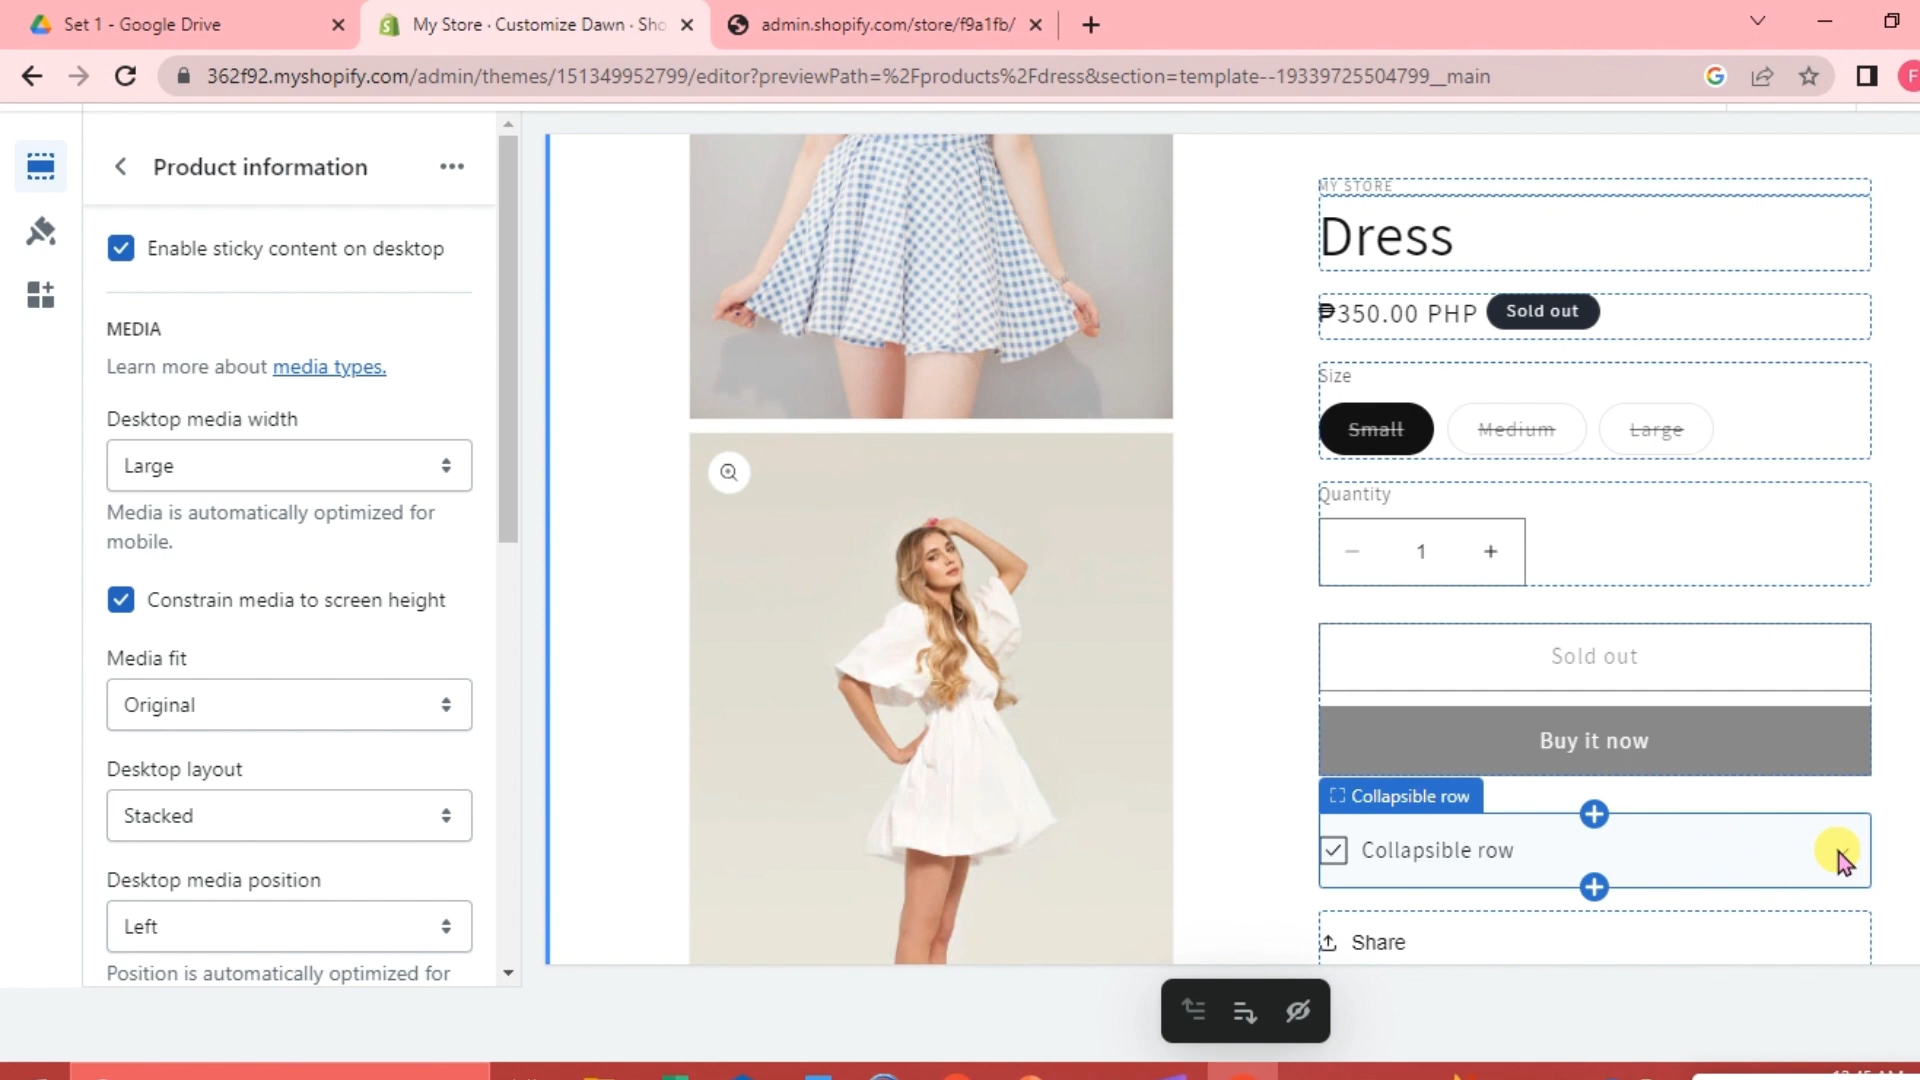 Set 1 - Google Drive
My Store · Customize Dawn · Sho
admin.shopify.com/store/f9a1fb/
362f92.myshopify.com/admin/themes/151349952799/editor?previewPath=%2Fproducts%2Fdress&section=template--19339725504799__main
F
Product information
Enable sticky content on desktop
MEDIA
Learn more about media types.
Desktop media width
Large
Media is automatically optimized for
mobile.
Constrain media to screen height
Media fit
Original
Desktop layout
Stacked
Desktop media position
Left
Position is automatically optimized for
MY STORE
Dress
₱350.00 PHP Sold out
Size
Small Medium Large
Quantity
1
Sold out
Buy it now
Collapsible row
Collapsible row
Share